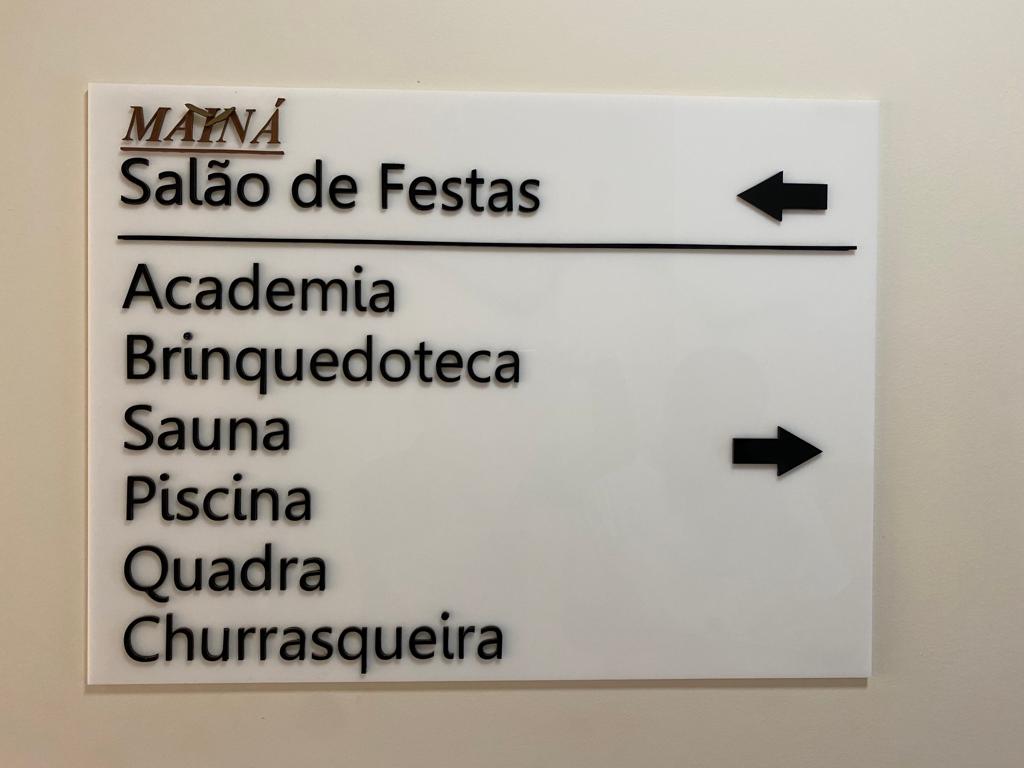 MAINÁ
Salão de Festas
Academia
Brinquedoteca
Sauna
Piscina
Quadra
Churrasqueira